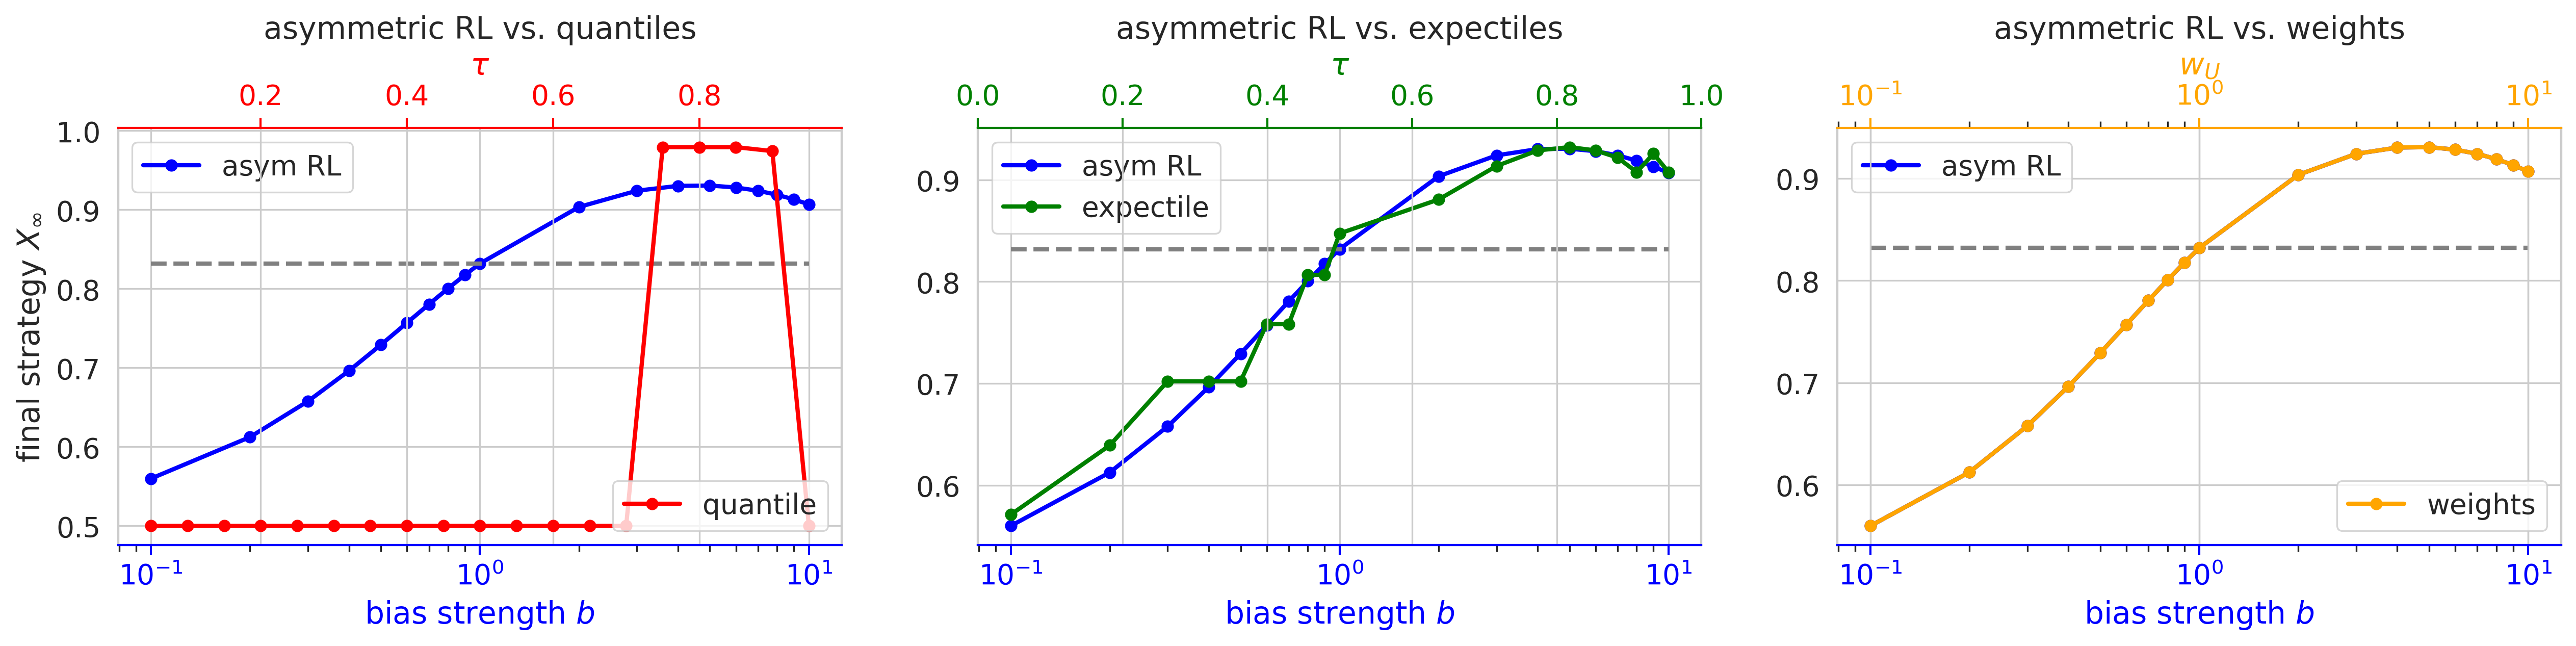 asymmetric RL vs. quantiles
τ
0.2 0.4 0.6 0.8
1.0
0.9
0.8
0.7
0.6
0.5
final strategy X∞
asym RL
quantile
10⁻¹ 10⁰ 10¹
bias strength b
asymmetric RL vs. expectiles
τ
0.0 0.2 0.4 0.6 0.8 1.0
0.9
0.8
0.7
0.6
asym RL
expectile
10⁻¹ 10⁰ 10¹
bias strength b
asymmetric RL vs. weights
w_U
10⁻¹ 10⁰ 10¹
0.9
0.8
0.7
0.6
asym RL
weights
10⁻¹ 10⁰ 10¹
bias strength b